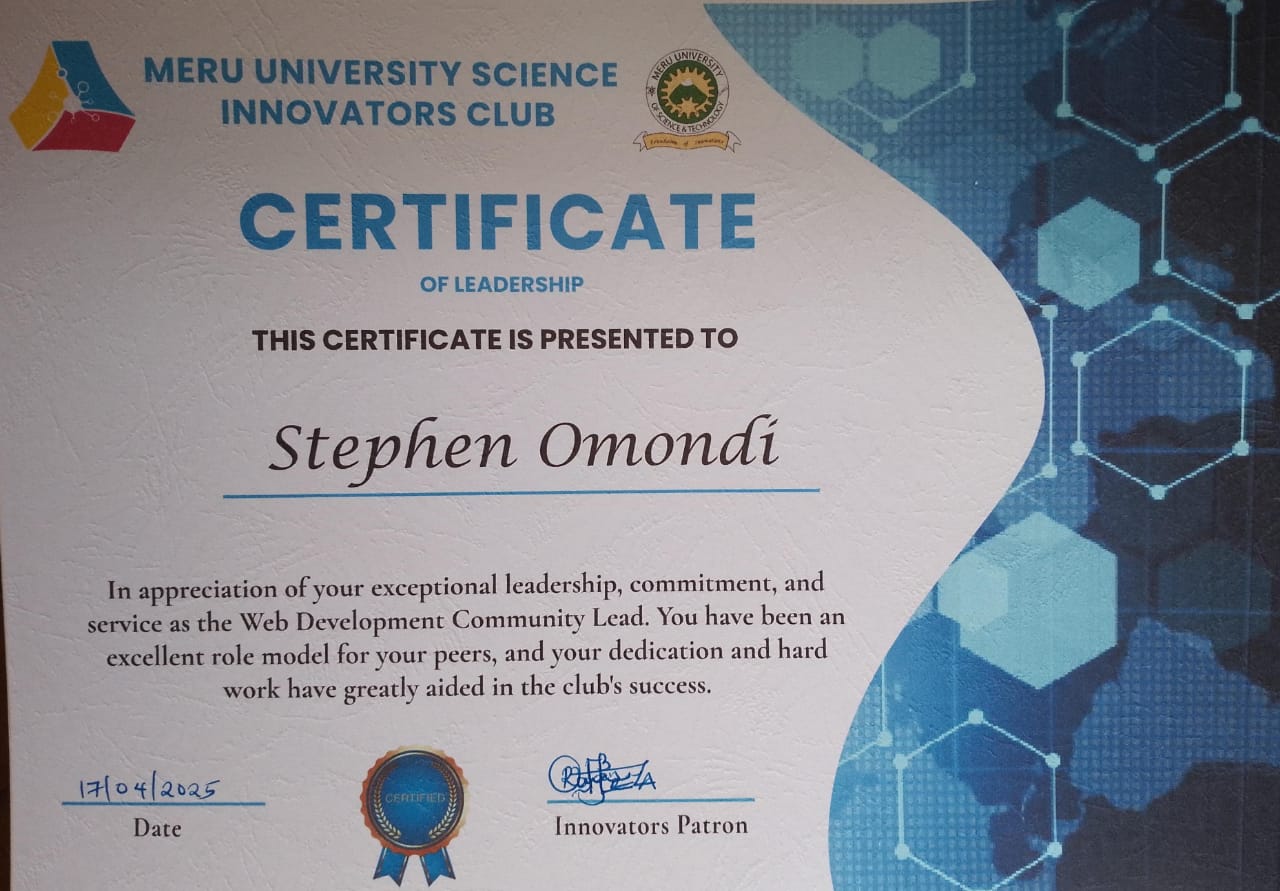 MERU UNIVERSITY SCIENCE
INNOVATORS CLUB
MERU UNIVERSITY
OF SCIENCE & TECHNOLOGY
Foundation of Innovations
CERTIFICATE
OF LEADERSHIP
THIS CERTIFICATE IS PRESENTED TO
Stephen Omondi
In appreciation of your exceptional leadership, commitment, and
service as the Web Development Community Lead. You have been an
excellent role model for your peers, and your dedication and hard
work have greatly aided in the club's success.
17/04/2025
Date
CERTIFIED
Innovators Patron